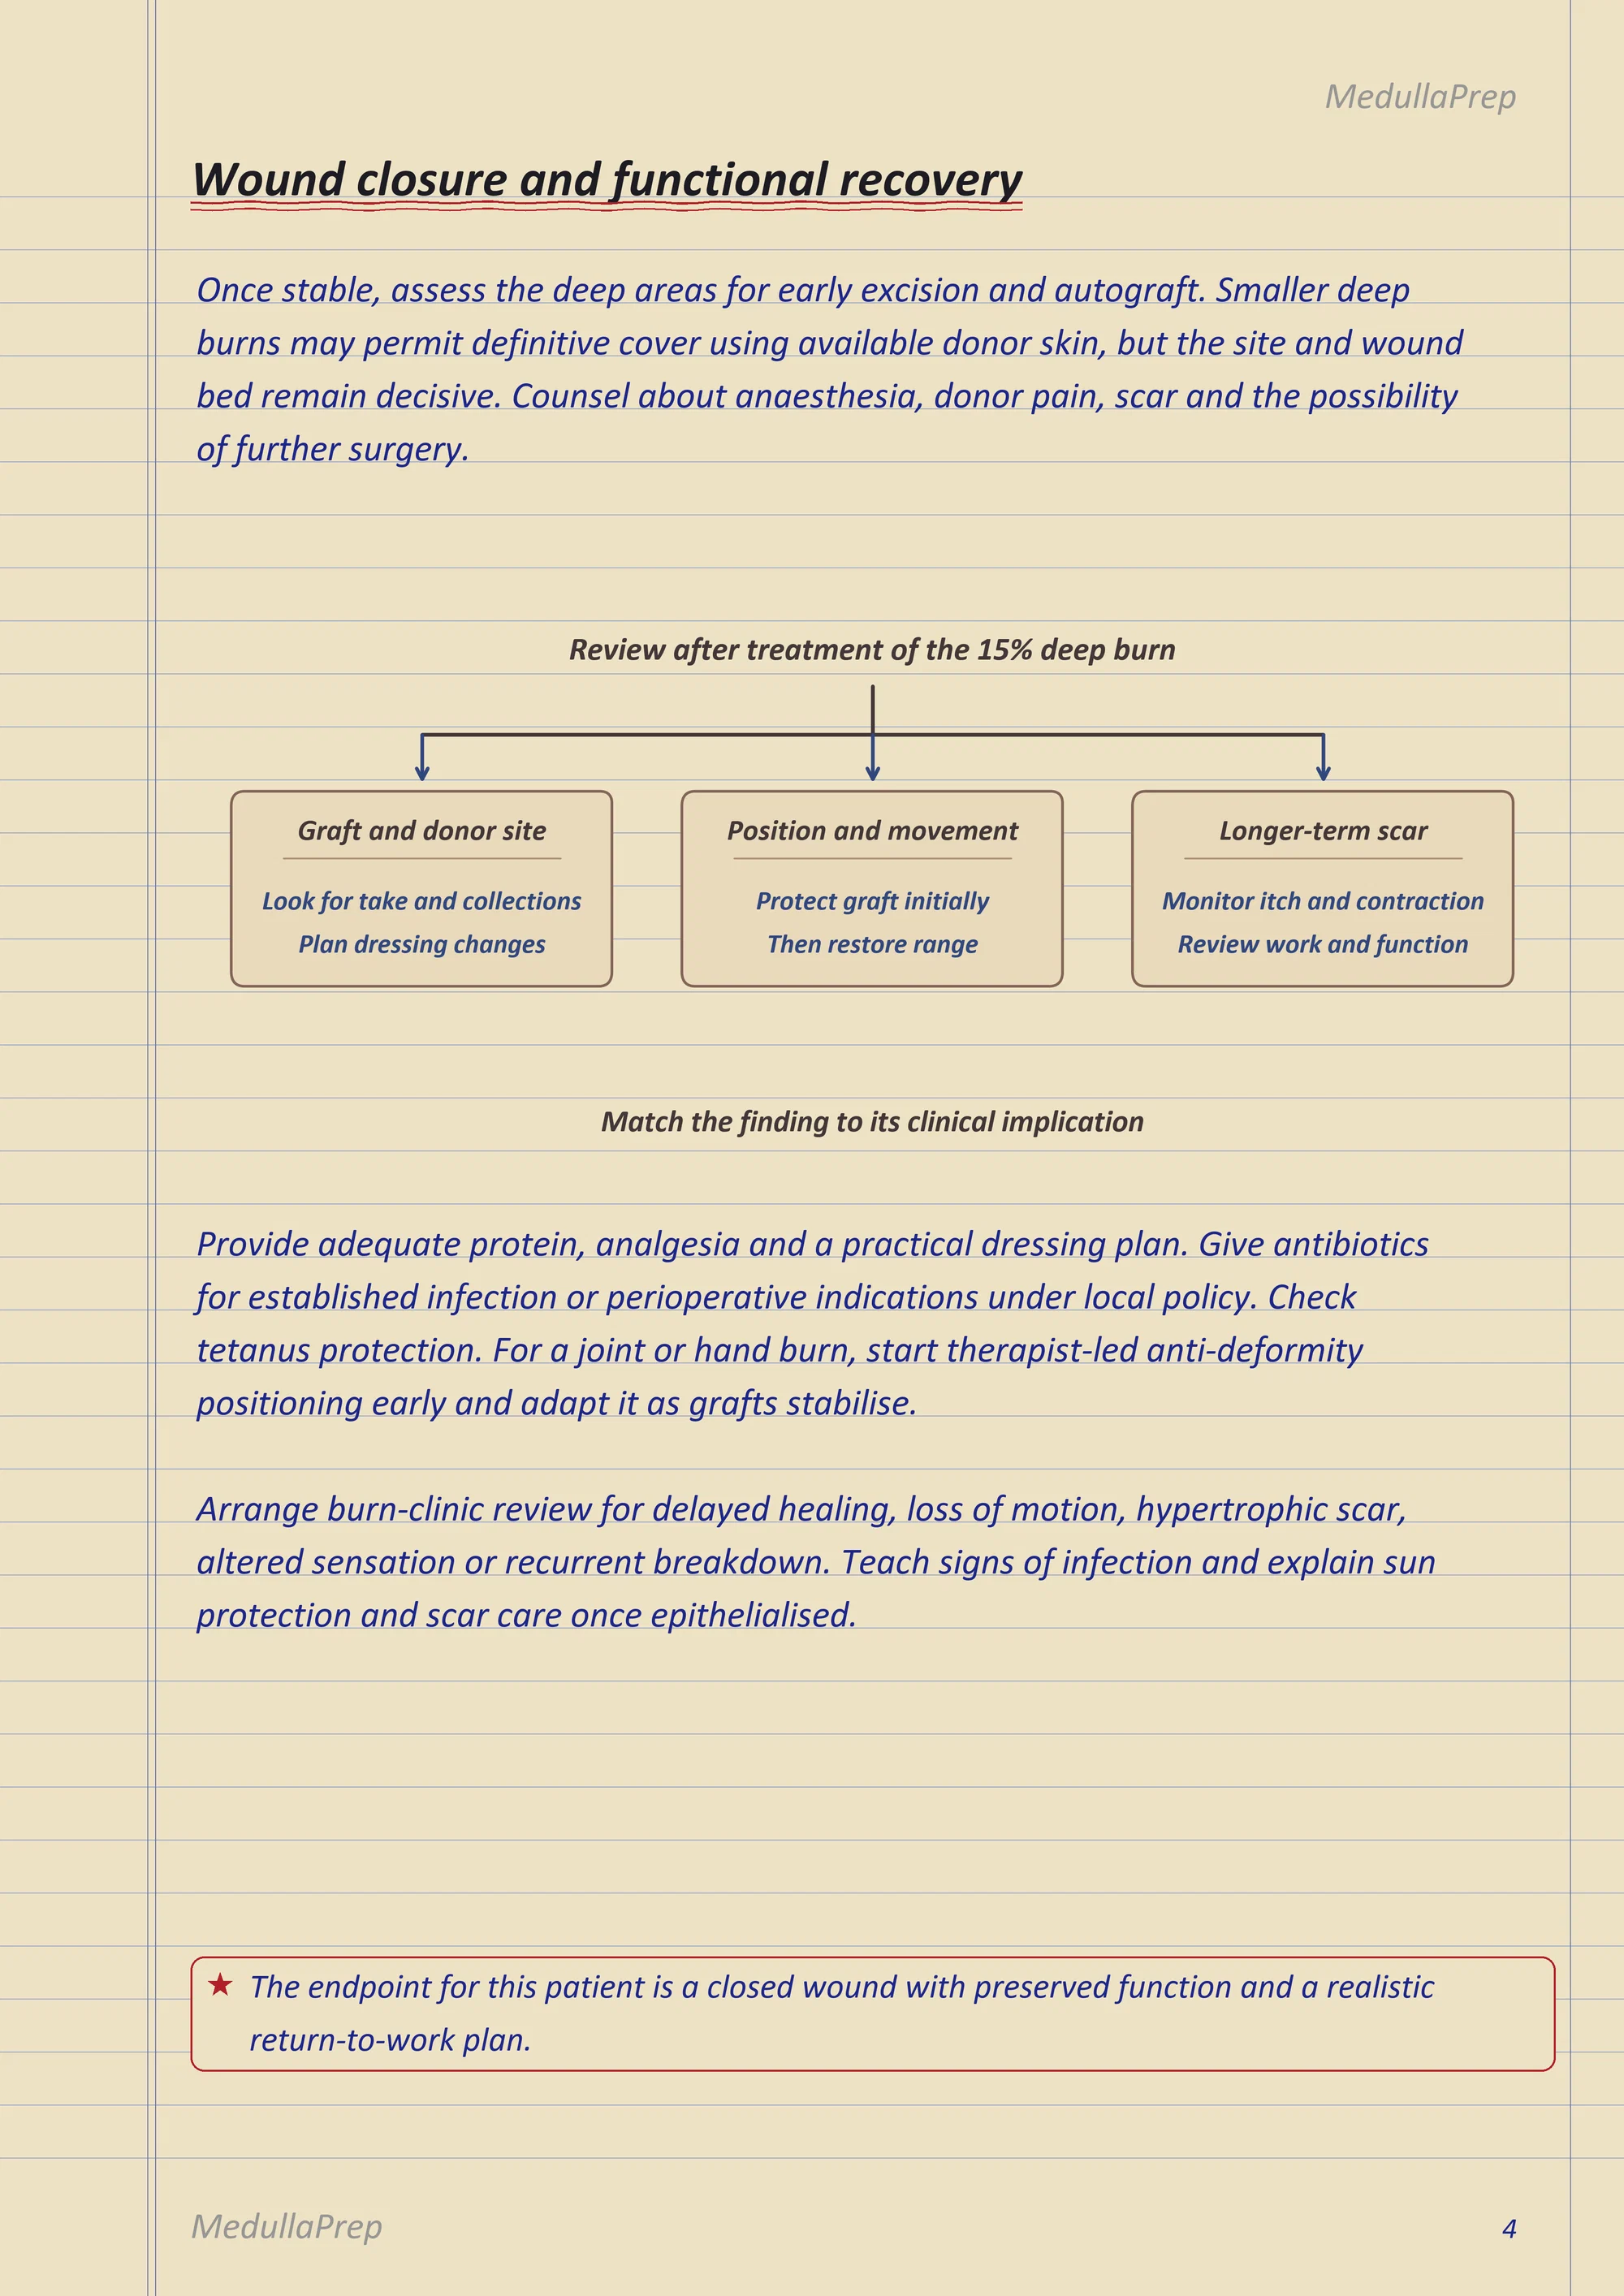 MedullaPrep
Wound closure and functional recovery
Once stable, assess the deep areas for early excision and autograft. Smaller deep
burns may permit definitive cover using available donor skin, but the site and wound
bed remain decisive. Counsel about anaesthesia, donor pain, scar and the possibility
of further surgery.
Review after treatment of the 15% deep burn
Graft and donor site
Look for take and collections
Plan dressing changes
Position and movement
Protect graft initially
Then restore range
Longer-term scar
Monitor itch and contraction
Review work and function
Match the finding to its clinical implication
Provide adequate protein, analgesia and a practical dressing plan. Give antibiotics
for established infection or perioperative indications under local policy. Check
tetanus protection. For a joint or hand burn, start therapist-led anti-deformity
positioning early and adapt it as grafts stabilise.
Arrange burn-clinic review for delayed healing, loss of motion, hypertrophic scar,
altered sensation or recurrent breakdown. Teach signs of infection and explain sun
protection and scar care once epithelialised.
★ The endpoint for this patient is a closed wound with preserved function and a realistic
return-to-work plan.
MedullaPrep
4